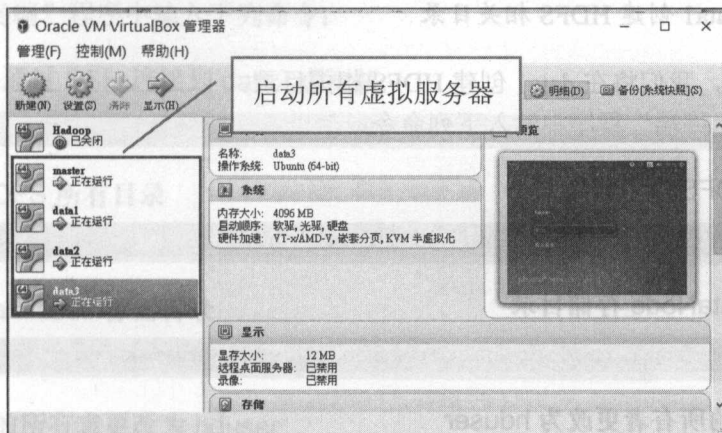 Oracle VM VirtualBox 管理器
管理(F) 控制(M) 帮助(H)
新建(N) 设置(S) 清除 显示(H)
启动所有虚拟服务器
明细(D) 备份[系统快照](S)
Hadoop
已关闭
master
正在运行
data1
正在运行
data2
正在运行
data3
正在运行
名称: data3
操作系统: Ubuntu (64-bit)
系统
内存大小: 4096 MB
启动顺序: 软驱, 光驱, 硬盘
硬件加速: VT-x/AMD-V, 嵌套分页, KVM 半虚拟化
预览
显示
显存大小: 12 MB
远程桌面服务器: 已禁用
录像: 已禁用
存储